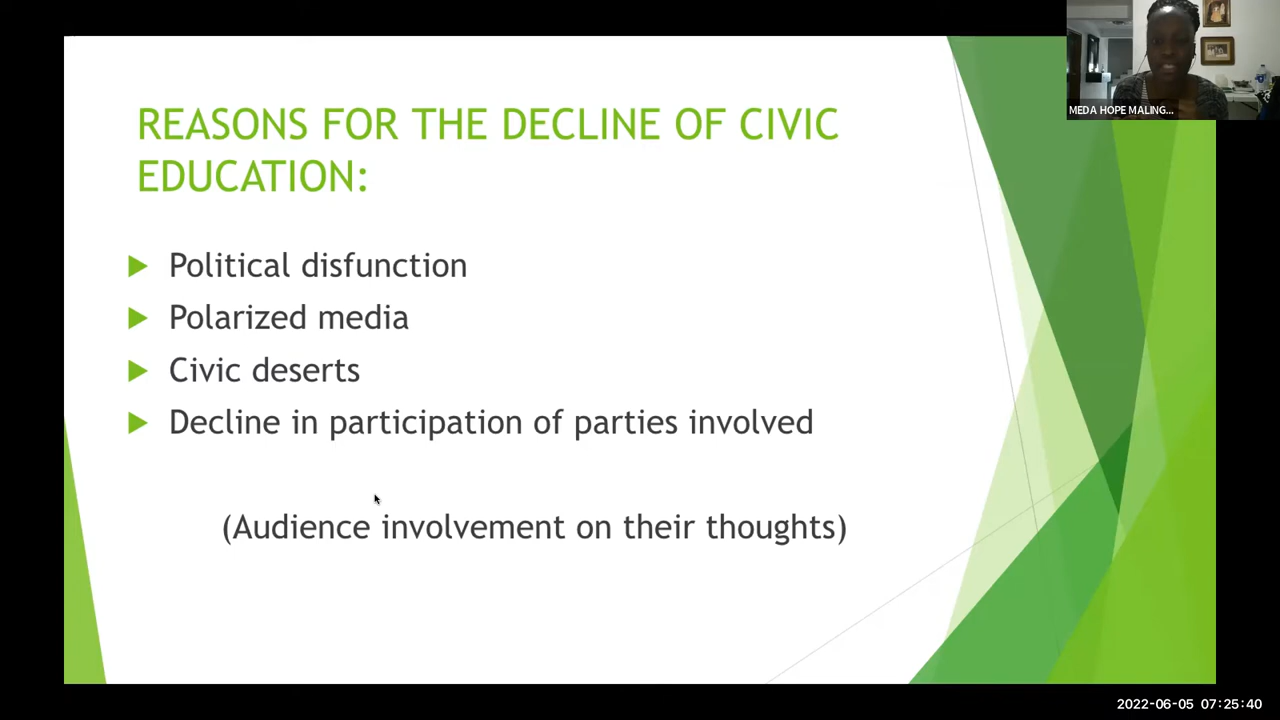 REASONS FOR THE DECLINE OF CIVIC
EDUCATION:
Political disfunction
Polarized media
Civic deserts
Decline in participation of parties involved
(Audience involvement on their thoughts)
MEDA HOPE MALING...
2022-06-05 07:25:40